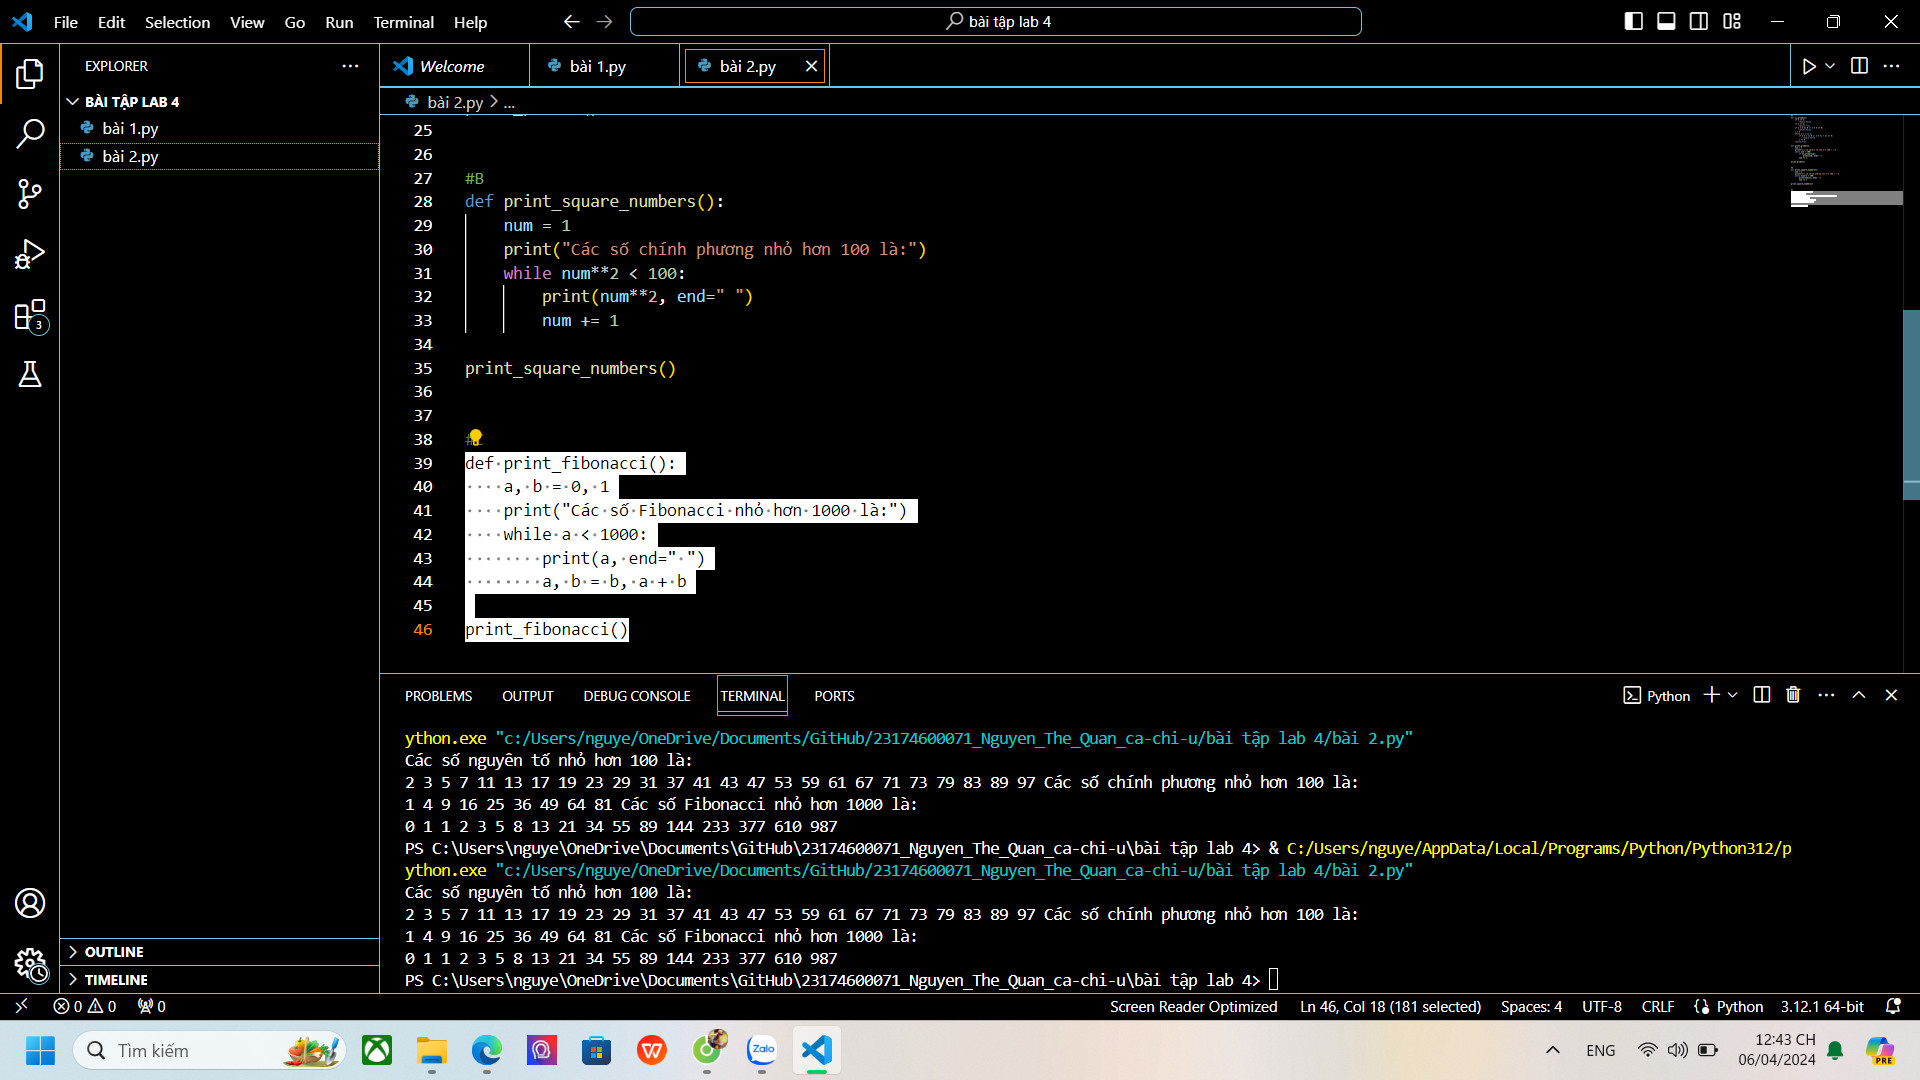 File Edit Selection View Go Run Terminal Help
bài tập lab 4
EXPLORER
BÀI TẬP LAB 4
bài 1.py
bài 2.py
3
OUTLINE
TIMELINE
Welcome
bài 1.py
bài 2.py
bài 2.py > ...
25
26
27 #B
28 def print_square_numbers():
29 num = 1
30 print("Các số chính phương nhỏ hơn 100 là:")
31 while num**2 < 100:
32 print(num**2, end=" ")
33 num += 1
34
35 print_square_numbers()
36
37
38
39 def print_fibonacci():
40 a, b = 0, 1
41 print("Các số Fibonacci nhỏ hơn 1000 là:")
42 while a < 1000:
43 print(a, end=" ")
44 a, b = b, a + b
45
46 print_fibonacci()
PROBLEMS OUTPUT DEBUG CONSOLE TERMINAL PORTS
Python
ython.exe "c:/Users/nguye/OneDrive/Documents/GitHub/23174600071_Nguyen_The_Quan_ca-chi-u/bài tập lab 4/bài 2.py"
Các số nguyên tố nhỏ hơn 100 là:
2 3 5 7 11 13 17 19 23 29 31 37 41 43 47 53 59 61 67 71 73 79 83 89 97 Các số chính phương nhỏ hơn 100 là:
1 4 9 16 25 36 49 64 81 Các số Fibonacci nhỏ hơn 1000 là:
0 1 1 2 3 5 8 13 21 34 55 89 144 233 377 610 987
PS C:\Users\nguye\OneDrive\Documents\GitHub\23174600071_Nguyen_The_Quan_ca-chi-u\bài tập lab 4> & C:/Users/nguye/AppData/Local/Programs/Python/Python312/p
ython.exe "c:/Users/nguye/OneDrive/Documents/GitHub/23174600071_Nguyen_The_Quan_ca-chi-u/bài tập lab 4/bài 2.py"
Các số nguyên tố nhỏ hơn 100 là:
2 3 5 7 11 13 17 19 23 29 31 37 41 43 47 53 59 61 67 71 73 79 83 89 97 Các số chính phương nhỏ hơn 100 là:
1 4 9 16 25 36 49 64 81 Các số Fibonacci nhỏ hơn 1000 là:
0 1 1 2 3 5 8 13 21 34 55 89 144 233 377 610 987
PS C:\Users\nguye\OneDrive\Documents\GitHub\23174600071_Nguyen_The_Quan_ca-chi-u\bài tập lab 4>
0 0 0 Screen Reader Optimized Ln 46, Col 18 (181 selected) Spaces: 4 UTF-8 CRLF Python 3.12.1 64-bit
Tìm kiếm
Zalo
ENG
12:43 CH
06/04/2024
PRE